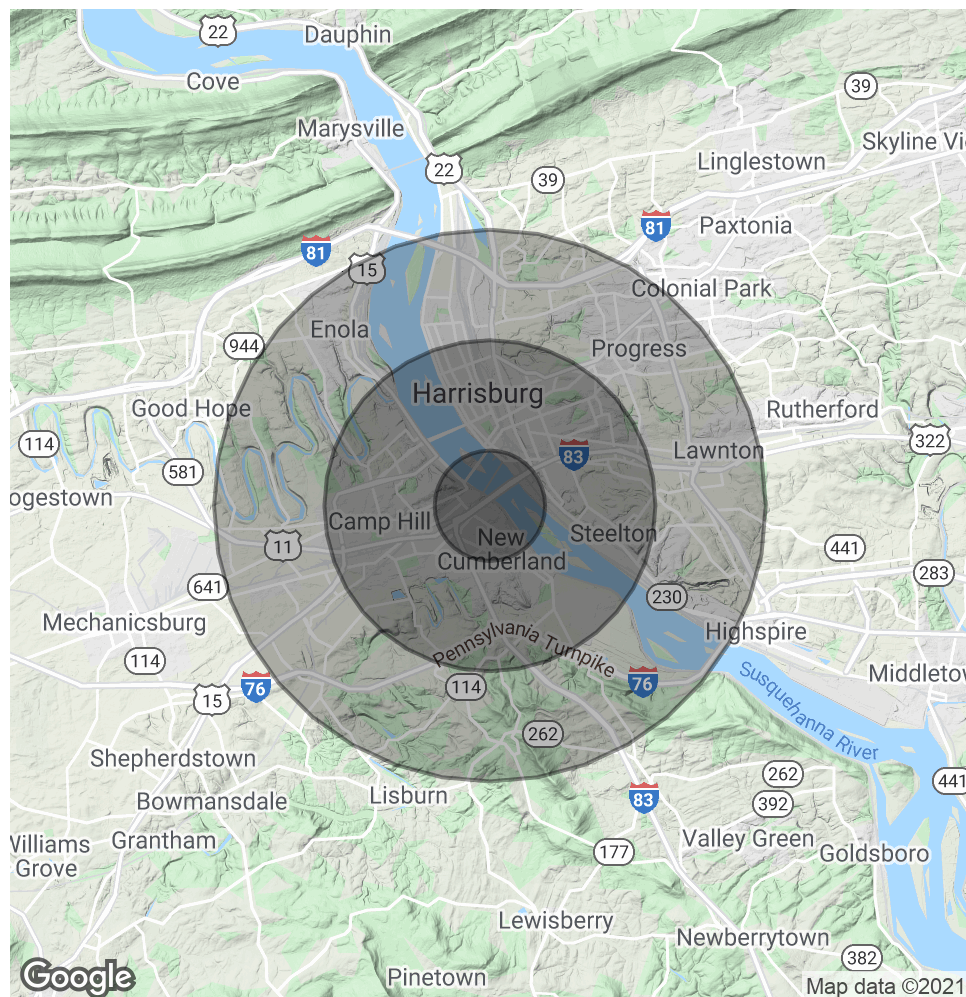 22
Dauphin
Cove
39
Marysville
Skyline Vi
22
Linglestown
39
81
Paxtonia
81
15
Colonial Park
Enola
944
Progress
Harrisburg
Good Hope
Rutherford
114
322
83
Lawnton
581
ogestown
Camp Hill
Steelton
New
Cumberland
11
441
283
641
230
Mechanicsburg
Highspire
Pennsylvania Turnpike
114
Middletow
76
114
76
15
Susquehanna River
262
Shepherdstown
262
441
Bowmansdale
Lisburn
83
392
Williams
Grove
Grantham
Valley Green
177
Goldsboro
Lewisberry
Newberrytown
382
Pinetown
Google
Map data ©2021